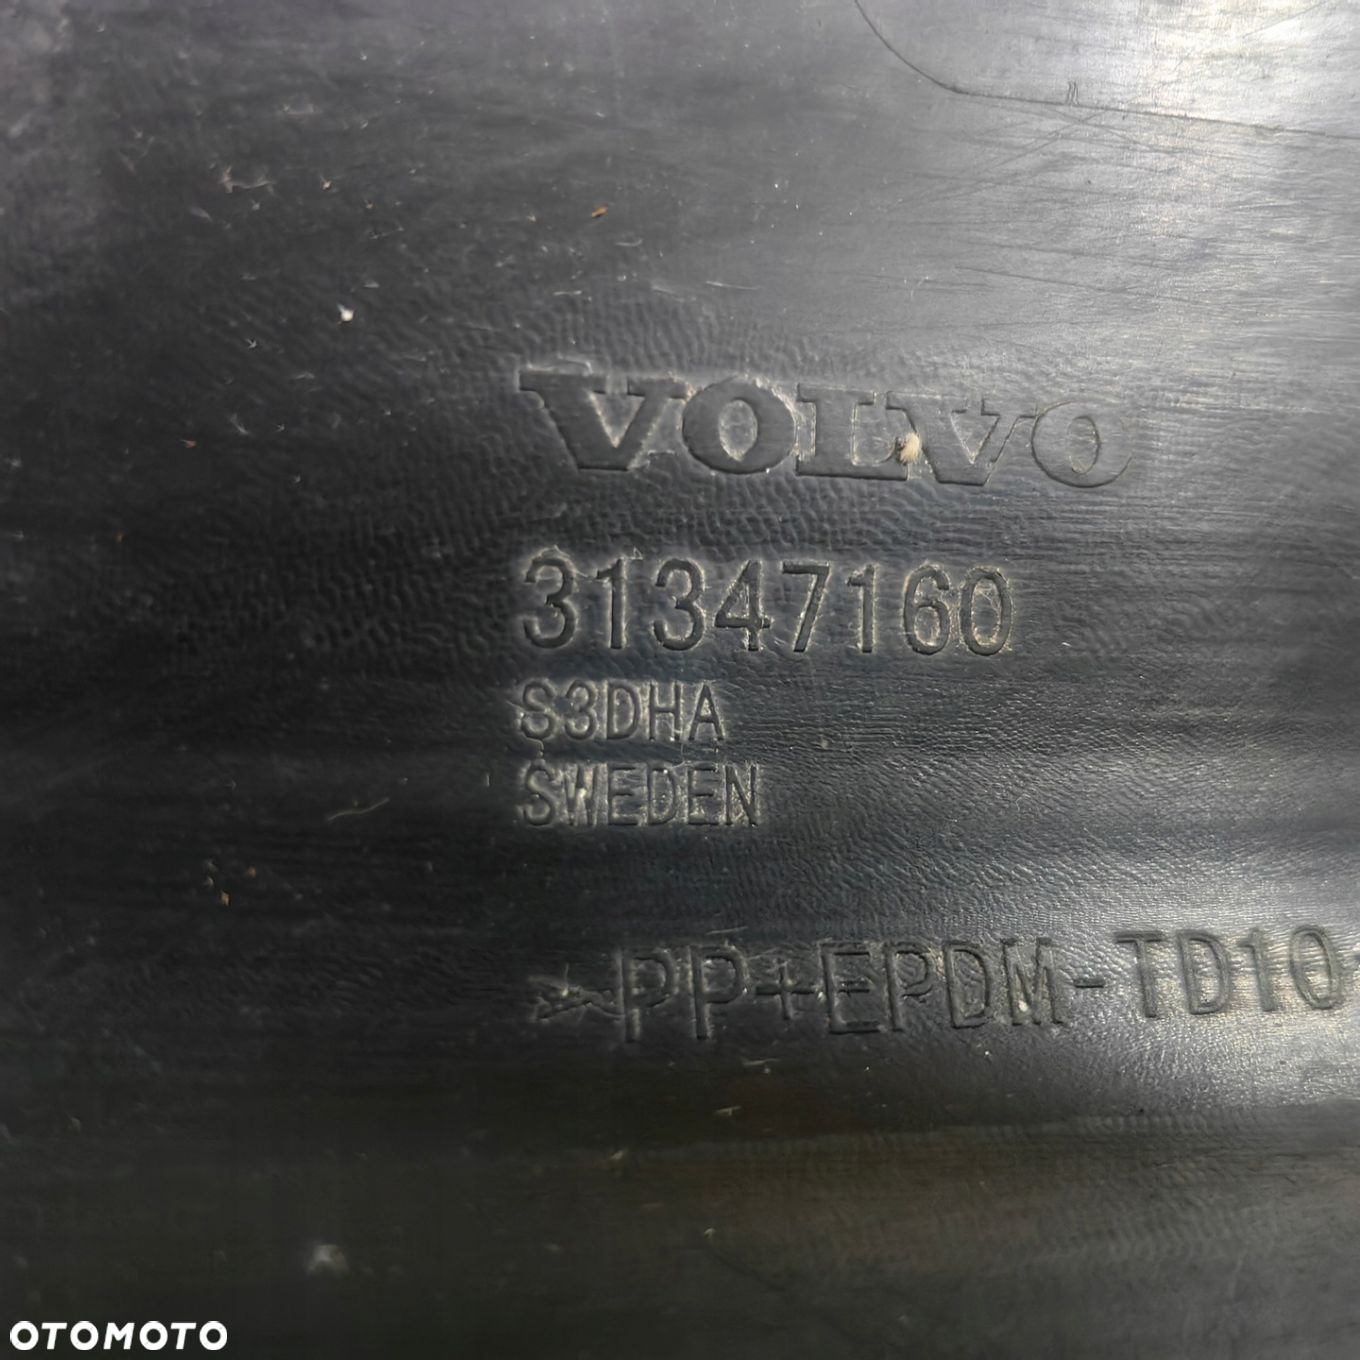 VOLVO
31347160
S3DHA
SWEDEN
*PP+EPDM-TD10
OTOMOTO